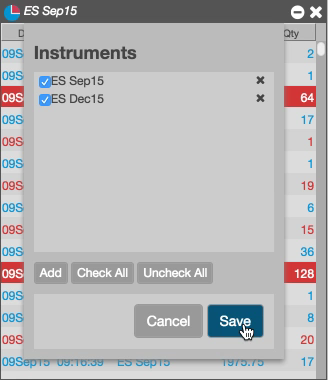 ES Sep15
D Qty
Instruments
ES Sep15
ES Dec15
09S 2
09S 1
09S 64
09S 17
09S 1
09S 1
09S 19
09S 6
09S 15
09S 36
09S 128
09S 1
09S 8
09S 20
Add Check All Uncheck All
Cancel Save
09Sep15 09:16:39 ES Sep15 1975.75 17